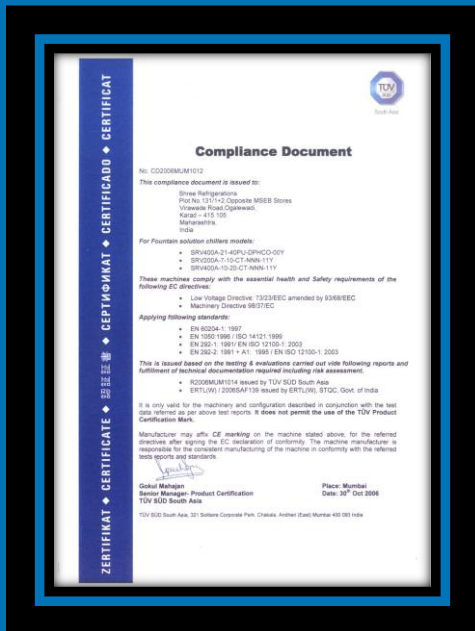 ZERTIFIKAT ◆ CERTIFICATE ◆ 認証証書 ◆ СЕРТИФИКАТ ◆ CERTIFICADO ◆ CERTIFICAT
TÜV
South Asia
Compliance Document
No: CD2006MUM1012
This compliance document is issued to:
Shree Refrigerations
Plot No 131/1+2,Opposite MSEB Stores
Virewade Road,Ogalewadi,
Karad – 415 105
Maharashtra,
India
For Fountain solution chillers models:
• SRV400A-21-40PU-DPHCO-00Y
• SRV200A-7-10-CT-NNN-11Y
• SRV400A-10-20-CT-NNN-11Y
These machines comply with the essential health and Safety requirements of the
following EC directives:
• Low Voltage Directive: 73/23/EEC amended by 93/68/EEC
• Machinery Directive 98/37/EC
Applying following standards:
• EN 60204-1: 1997
• EN 1050:1996 / ISO 14121:1999
• EN 292-1: 1991/ EN ISO 12100-1: 2003
• EN 292-2: 1991 + A1: 1995 / EN ISO 12100-1: 2003
This is issued based on the testing & evaluations carried out vide following reports and
fulfillment of technical documentation required including risk assessment.
• R2006MUM1014 issued by TÜV SÜD South Asia
• ERTL(W) / 2006SAF139 issued by ERTL(W), STQC, Govt. of India
It is only valid for the machinery and configuration described in conjunction with the test
data referred as per above test reports. It does not permit the use of the TÜV Product
Certification Mark.
Manufacturer may affix CE marking on the machine stated above, for the referred
directives after signing the EC declaration of conformity. The machine manufacturer is
responsible for the consistent manufacturing of the machine in conformity with the referred
tests reports and standards.
Gokul Mahajan
Senior Manager- Product Certification
TÜV SÜD South Asia
Place: Mumbai
Date: 30th Oct 2006
TÜV SÜD South Asia, 321 Solitaire Corporate Park, Chakala, Andheri (East) Mumbai 400 093 India